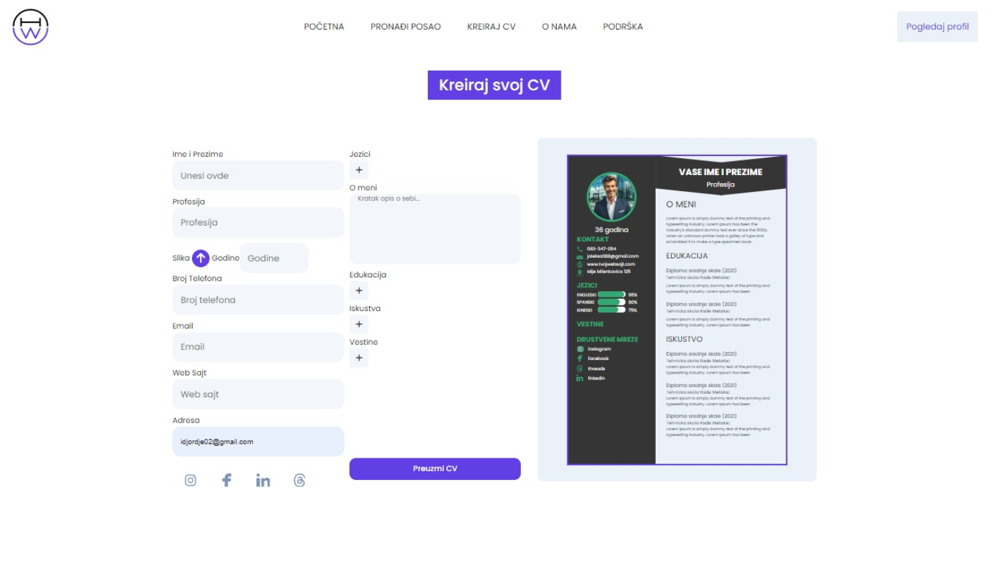 HW
POČETNA PRONAĐI POSAO KREIRAJ CV O NAMA PODRŠKA
Pogledaj profil
Kreiraj svoj CV
Ime i Prezime
Unesi ovde
Profesija
Profesija
Slika Godine Godine
Broj Telefona
Broj telefona
Email
Email
Web Sajt
Web sajt
Adresa
idjordje02@gmail.com
Jezici
+
O meni
Kratak opis o sebi...
Edukacija
+
Iskustva
+
Vestine
+
Preuzmi CV
36 godina
KONTAKT
063-347-054
jaleksa388@gmail.com
www.tvojwebsajt.com
Mije Milenkovica 125
JEZICI
ENGLESKI 95%
SPANSKI 80%
KINESKI 75%
VESTINE
DRUSTVENE MREZE
instagram
facebook
threads
linkedin
VASE IME I PREZIME
Profesija
O MENI
Lorem Ipsum is simply dummy text of the printing and
typesetting industry. Lorem Ipsum has been the
industry's standard dummy text ever since the 1500s,
when an unknown printer took a galley of type and
scrambled it to make a type specimen book.
EDUKACIJA
Diploma srednje skole (2021)
Tehnicka skola Rade Metalac
Lorem Ipsum is simply dummy text of the printing and
typesetting industry. Lorem Ipsum has been
Diploma srednje skole (2021)
Tehnicka skola Rade Metalac
Lorem Ipsum is simply dummy text of the printing and
typesetting industry. Lorem Ipsum has been
ISKUSTVO
Diploma srednje skole (2021)
Tehnicka skola Rade Metalac
Lorem Ipsum is simply dummy text of the printing and
typesetting industry. Lorem Ipsum has been
Diploma srednje skole (2021)
Tehnicka skola Rade Metalac
Lorem Ipsum is simply dummy text of the printing and
typesetting industry. Lorem Ipsum has been
Diploma srednje skole (2021)
Tehnicka skola Rade Metalac
Lorem Ipsum is simply dummy text of the printing and
typesetting industry. Lorem Ipsum has been